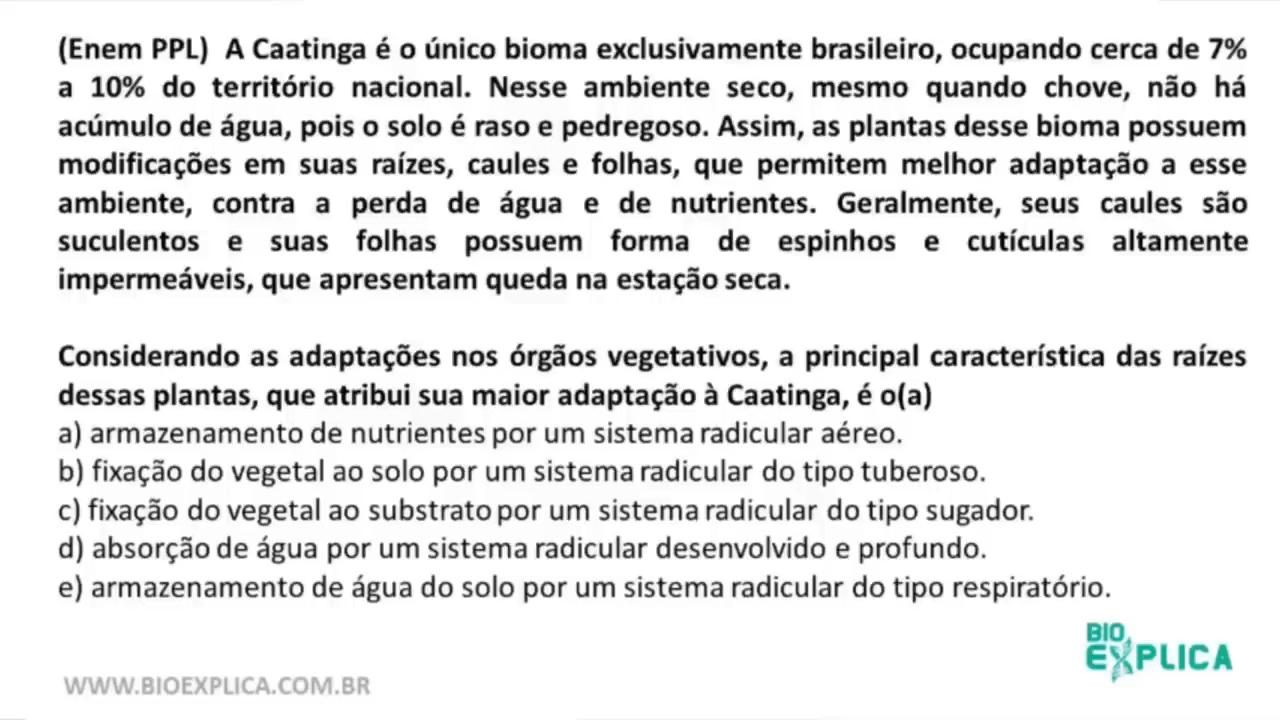 (Enem PPL) A Caatinga é o único bioma exclusivamente brasileiro, ocupando cerca de 7%
a 10% do território nacional. Nesse ambiente seco, mesmo quando chove, não há
acúmulo de água, pois o solo é raso e pedregoso. Assim, as plantas desse bioma possuem
modificações em suas raízes, caules e folhas, que permitem melhor adaptação a esse
ambiente, contra a perda de água e de nutrientes. Geralmente, seus caules são
suculentos e suas folhas possuem forma de espinhos e cutículas altamente
impermeáveis, que apresentam queda na estação seca.
Considerando as adaptações nos órgãos vegetativos, a principal característica das raízes
dessas plantas, que atribui sua maior adaptação à Caatinga, é o(a)
a) armazenamento de nutrientes por um sistema radicular aéreo.
b) fixação do vegetal ao solo por um sistema radicular do tipo tuberoso.
c) fixação do vegetal ao substrato por um sistema radicular do tipo sugador.
d) absorção de água por um sistema radicular desenvolvido e profundo.
e) armazenamento de água do solo por um sistema radicular do tipo respiratório.
BIO
EXPLICA
WWW.BIOEXPLICA.COM.BR